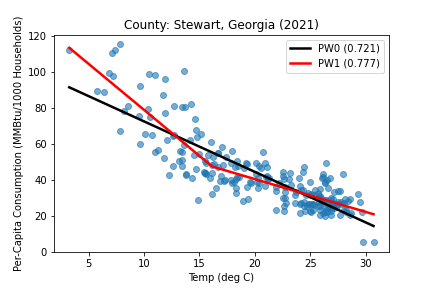 County: Stewart, Georgia (2021)
Per-Capita Consumption (MMBtu/1000 Households)
120
100
80
60
40
20
0
PW0 (0.721)
PW1 (0.777)
5 10 15 20 25 30
Temp (deg C)